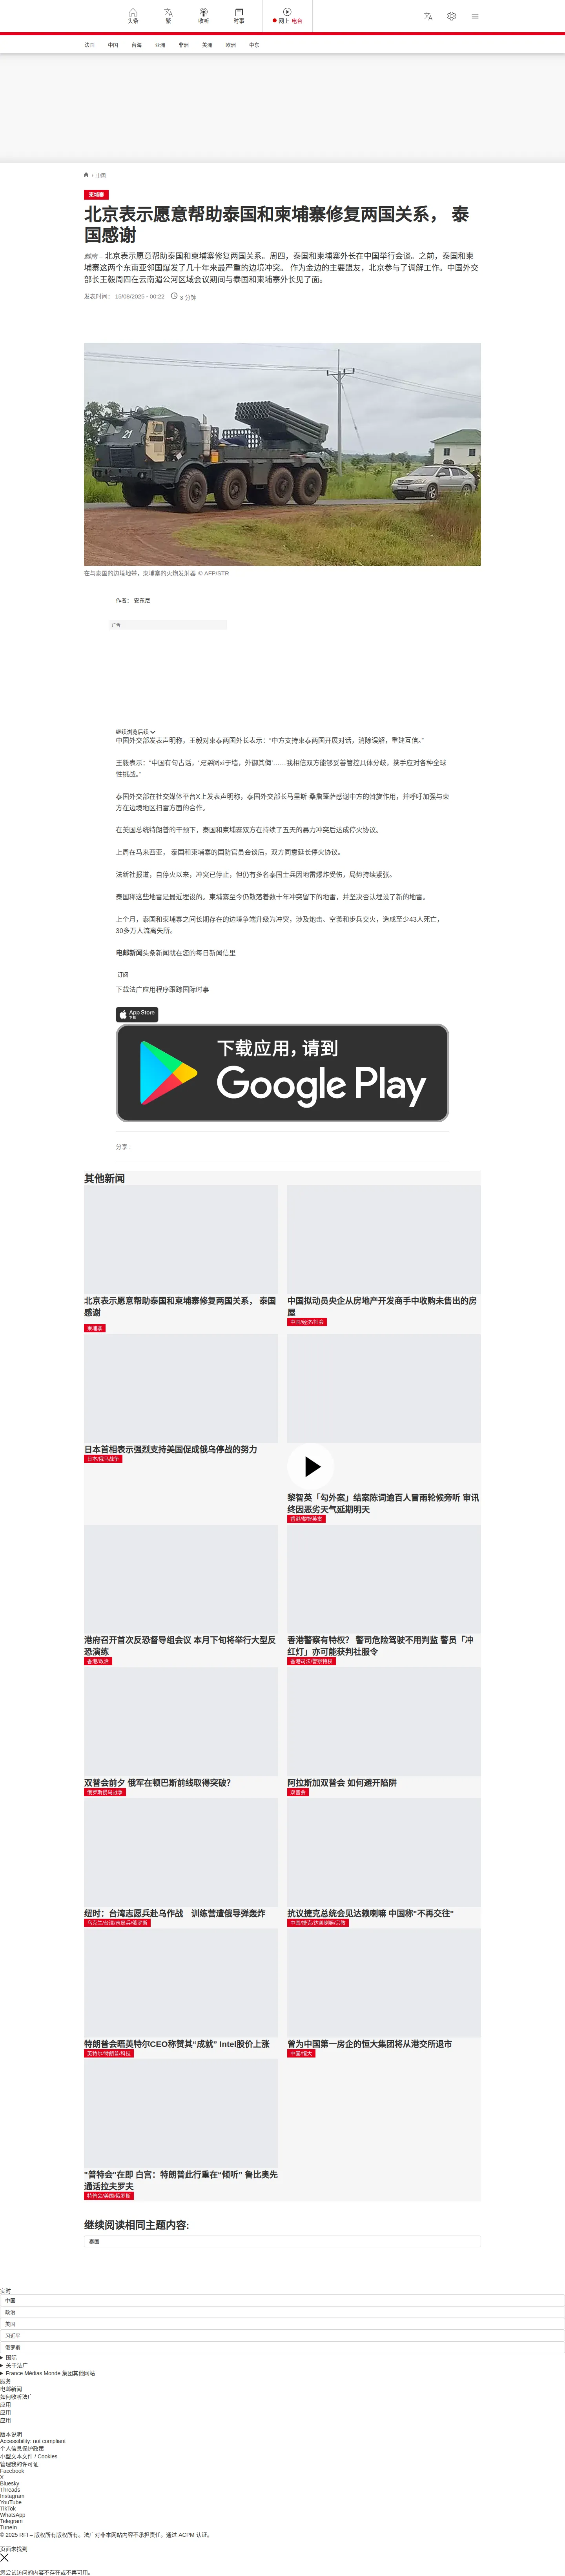 头条
繁
收听
时事
网上 电台
法国 中国 台海 亚洲 非洲 美洲 欧洲 中东
/ 中国
柬埔寨
北京表示愿意帮助泰国和柬埔寨修复两国关系， 泰
国感谢
越南 – 北京表示愿意帮助泰国和柬埔寨修复两国关系。周四，泰国和柬埔寨外长在中国举行会谈。之前，泰国和柬
埔寨这两个东南亚邻国爆发了几十年来最严重的边境冲突。 作为金边的主要盟友，北京参与了调解工作。中国外交
部长王毅周四在云南湄公河区域会议期间与泰国和柬埔寨外长见了面。
发表时间： 15/08/2025 - 00:22 3 分钟
21
在与泰国的边境地带，柬埔寨的火炮发射器 © AFP/STR
作者： 安东尼
广告
继续浏览后续
中国外交部发表声明称，王毅对柬泰两国外长表示：“中方支持柬泰两国开展对话，消除误解，重建互信。”
王毅表示：“中国有句古话，‘兄弟阋xì于墙，外御其侮’……我相信双方能够妥善管控具体分歧，携手应对各种全球
性挑战。”
泰国外交部在社交媒体平台X上发表声明称，泰国外交部长马里斯·桑詹蓬萨感谢中方的斡旋作用，并呼吁加强与柬
方在边境地区扫雷方面的合作。
在美国总统特朗普的干预下，泰国和柬埔寨双方在持续了五天的暴力冲突后达成停火协议。
上周在马来西亚， 泰国和柬埔寨的国防官员会谈后，双方同意延长停火协议。
法新社报道，自停火以来，冲突已停止，但仍有多名泰国士兵因地雷爆炸受伤，局势持续紧张。
泰国称这些地雷是最近埋设的。柬埔寨至今仍散落着数十年冲突留下的地雷，并坚决否认埋设了新的地雷。
上个月，泰国和柬埔寨之间长期存在的边境争端升级为冲突，涉及炮击、空袭和步兵交火，造成至少43人死亡，
30多万人流离失所。
电邮新闻头条新闻就在您的每日新闻信里
订阅
下载法广应用程序跟踪国际时事
App Store
下载
下载应用，请到
Google Play
分享 :
其他新闻
北京表示愿意帮助泰国和柬埔寨修复两国关系， 泰国
感谢
柬埔寨
中国拟动员央企从房地产开发商手中收购未售出的房
屋
中国/经济/社会
日本首相表示强烈支持美国促成俄乌停战的努力
日本/俄乌战争
黎智英「勾外案」结案陈词逾百人冒雨轮候旁听 审讯
终因恶劣天气延期明天
香港/黎智英案
港府召开首次反恐督导组会议 本月下旬将举行大型反
恐演练
香港/政治
香港警察有特权？ 警司危险驾驶不用判监 警员「冲
红灯」亦可能获判社服令
香港司法/警察特权
双普会前夕 俄军在顿巴斯前线取得突破?
俄罗斯侵乌战争
阿拉斯加双普会 如何避开陷阱
双普会
纽时：台湾志愿兵赴乌作战　训练营遭俄导弹轰炸
乌克兰/台湾/志愿兵/俄罗斯
抗议捷克总统会见达赖喇嘛 中国称"不再交往"
中国/捷克/达赖喇嘛/宗教
特朗普会晤英特尔CEO称赞其“成就” Intel股价上涨
英特尔/特朗普/科技
曾为中国第一房企的恒大集团将从港交所退市
中国/恒大
"普特会"在即 白宫：特朗普此行重在“倾听” 鲁比奥先
通话拉夫罗夫
特普会/美国/俄罗斯
继续阅读相同主题内容:
泰国
实时
中国
政治
美国
习近平
俄罗斯
国际
关于法广
France Médias Monde 集团其他网站
服务
电邮新闻
如何收听法广
应用
应用
应用
版本说明
Accessibility: not compliant
个人信息保护政策
小型文本文件 / Cookies
管理我的许可证
Facebook
X
Bluesky
Threads
Instagram
YouTube
TikTok
WhatsApp
Telegram
TuneIn
© 2025 RFI – 版权所有版权所有。法广对非本网站内容不承担责任。通过 ACPM 认证。
页面未找到
您尝试访问的内容不存在或不再可用。